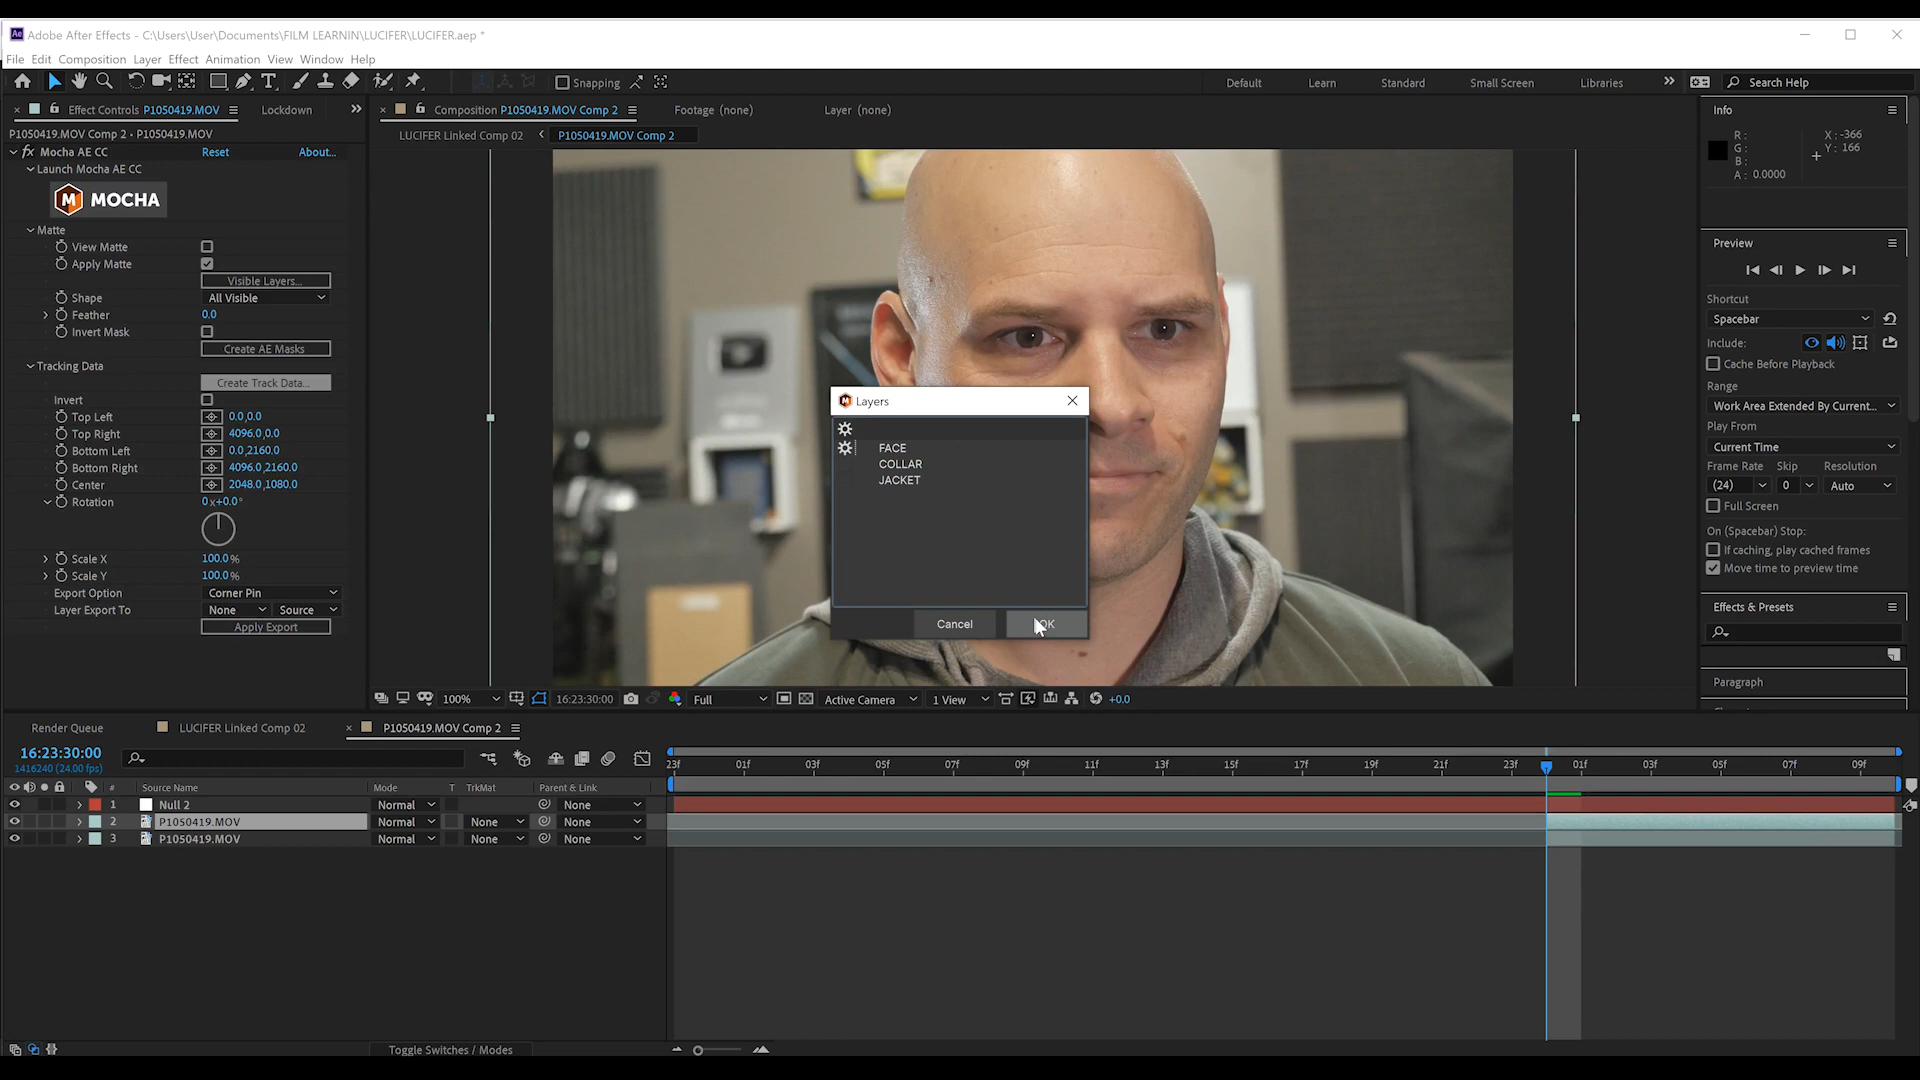 Adobe After Effects - C:\Users\User\Documents\FILM LEARNIN\LUCIFER\LUCIFER.aep *
File Edit Composition Layer Effect Animation View Window Help
Snapping
Default Learn Standard Small Screen Libraries Search Help
Effect Controls P1050419.MOV Lockdown
Composition P1050419.MOV Comp 2 Footage (none) Layer (none)
P1050419.MOV Comp 2 • P1050419.MOV
LUCIFER Linked Comp 02 P1050419.MOV Comp 2
fx Mocha AE CC Reset About...
Launch Mocha AE CC
M MOCHA
Matte
View Matte
Apply Matte
Visible Layers...
Shape All Visible
Feather 0.0
Invert Mask
Create AE Masks
Tracking Data
Create Track Data...
Invert
Top Left 0.0,0.0
Top Right 4096.0,0.0
Bottom Left 0.0,2160.0
Bottom Right 4096.0,2160.0
Center 2048.0,1080.0
Rotation 0x+0.0°
Scale X 100.0%
Scale Y 100.0%
Export Option Corner Pin
Layer Export To None Source
Apply Export
Layers
FACE
COLLAR
JACKET
Cancel
100% 16:23:30:00 Full Active Camera 1 View +0.0
Info
R: X: -366
G: Y: 166
B:
A: 0.0000
Preview
Shortcut
Spacebar
Include:
Cache Before Playback
Range
Work Area Extended By Current...
Play From
Current Time
Frame Rate Skip Resolution
(24) 0 Auto
Full Screen
On (Spacebar) Stop:
If caching, play cached frames
Move time to preview time
Effects & Presets
Paragraph
Render Queue LUCIFER Linked Comp 02 P1050419.MOV Comp 2
16:23:30:00
1416240 (24.00 fps)
23f 01f 03f 05f 07f 09f 11f 13f 15f 17f 19f 21f 23f 01f 03f 05f 07f 09f
# Source Name Mode T TrkMat Parent & Link
1 Null 2 Normal None
2 P1050419.MOV Normal None None
3 P1050419.MOV Normal None None
Toggle Switches / Modes